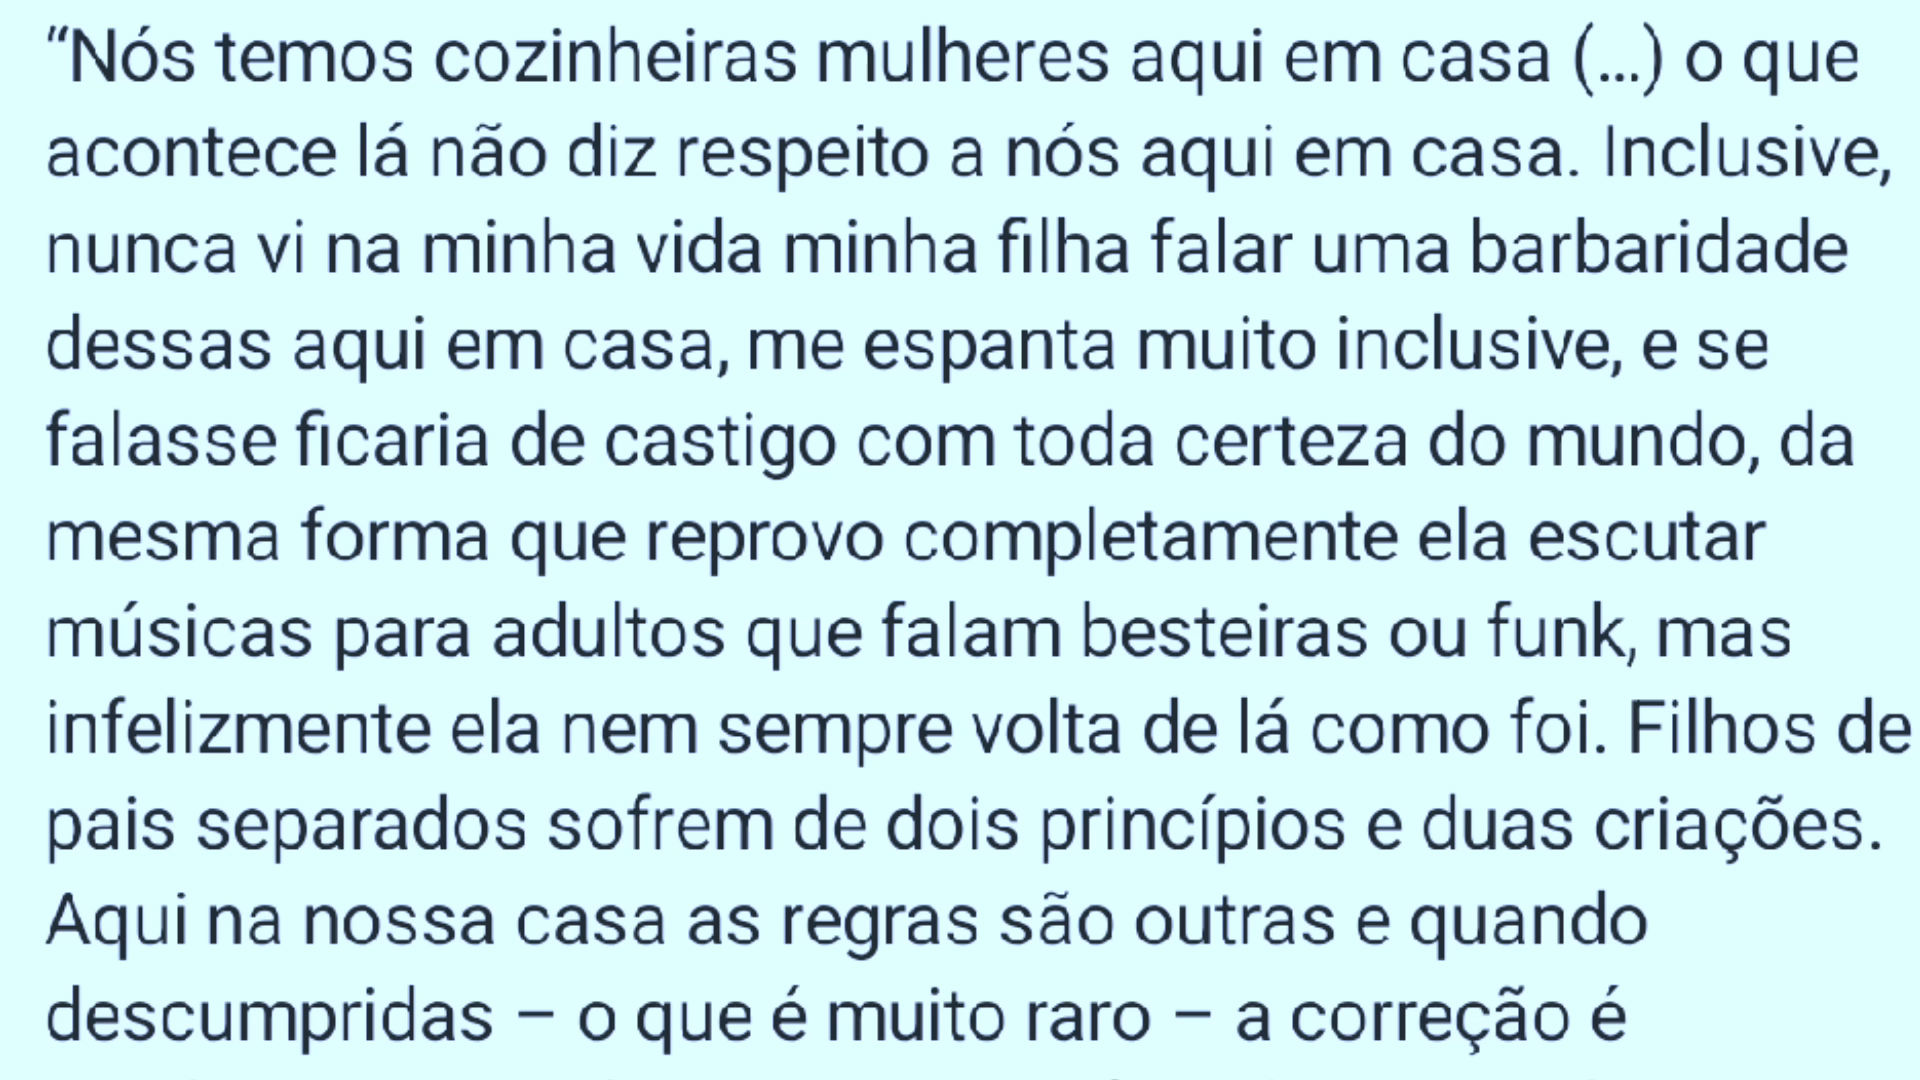 “Nós temos cozinheiras mulheres aqui em casa (...) o que
acontece lá não diz respeito a nós aqui em casa. Inclusive,
nunca vi na minha vida minha filha falar uma barbaridade
dessas aqui em casa, me espanta muito inclusive, e se
falasse ficaria de castigo com toda certeza do mundo, da
mesma forma que reprovo completamente ela escutar
músicas para adultos que falam besteiras ou funk, mas
infelizmente ela nem sempre volta de lá como foi. Filhos de
pais separados sofrem de dois princípios e duas criações.
Aqui na nossa casa as regras são outras e quando
descumpridas – o que é muito raro – a correção é